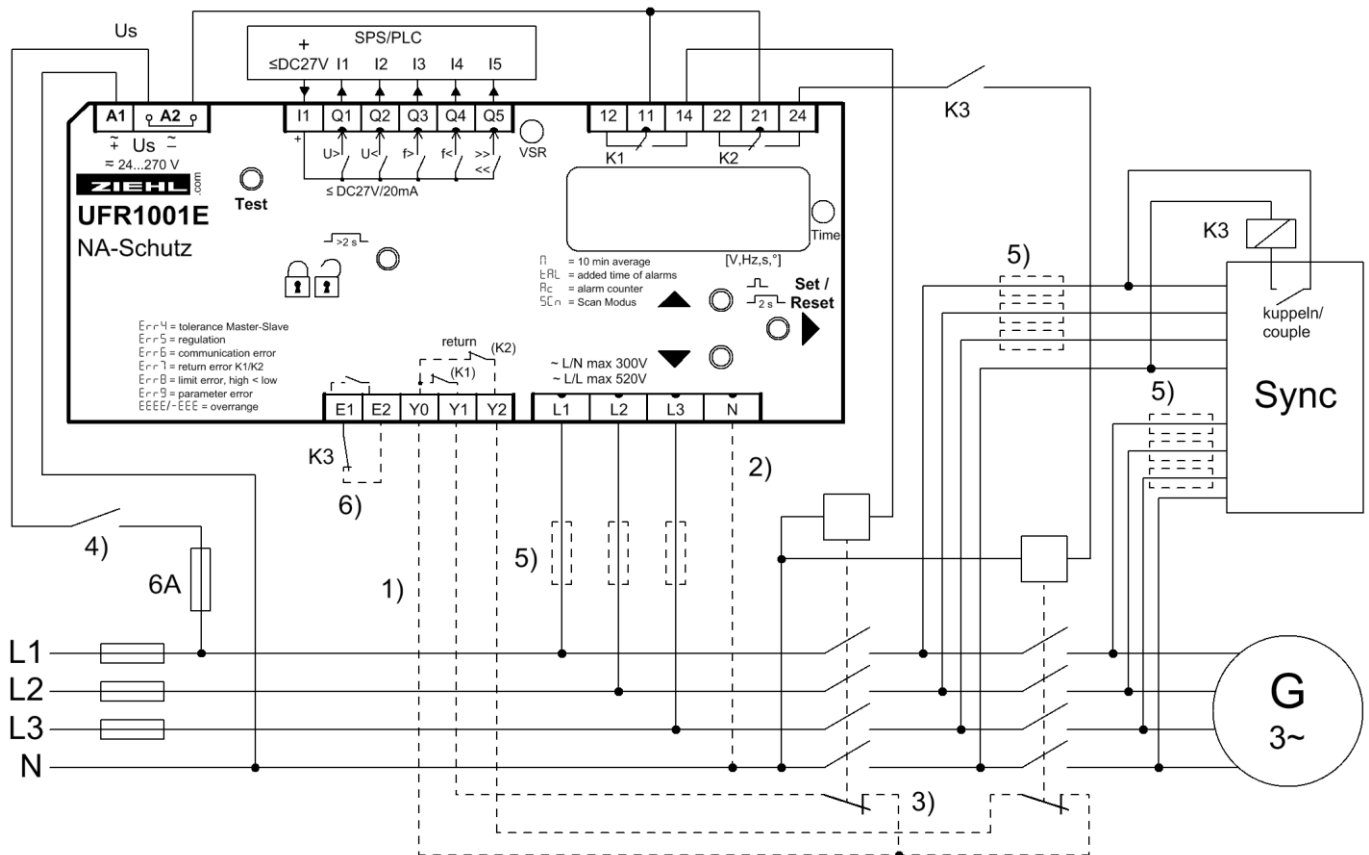 Us
SPS/PLC
+
≤DC27V I1 I2 I3 I4 I5
K3
A1 A2
I1 Q1 Q2 Q3 Q4 Q5
12 11 14 22 21 24
~
+ Us ~
−
≈ 24...270 V
+
U> U< f> f< >>
<<
VSR
K1 K2
≤ DC27V/20mA
ZIEHL.com
Test
UFR1001E
NA-Schutz
Time
K3
>2 s
[V,Hz,s,°]
n = 10 min average
tAL = added time of alarms
Ac = alarm counter
SCn = Scan Modus
Set /
Reset
2 s
5)
kuppeln/
couple
Err4 = tolerance Master-Slave
Err5 = regulation
Err6 = communication error
Err7 = return error K1/K2
Err8 = limit error, high < low
Err9 = parameter error
EEEE/-EEE = overrange
return (K2)
(K1)
~ L/N max 300V
~ L/L max 520V
5)
Sync
E1 E2 Y0 Y1 Y2 L1 L2 L3 N
K3
6)
2)
4)
6A
1)
5)
L1
L2
L3
N
G
3~
3)